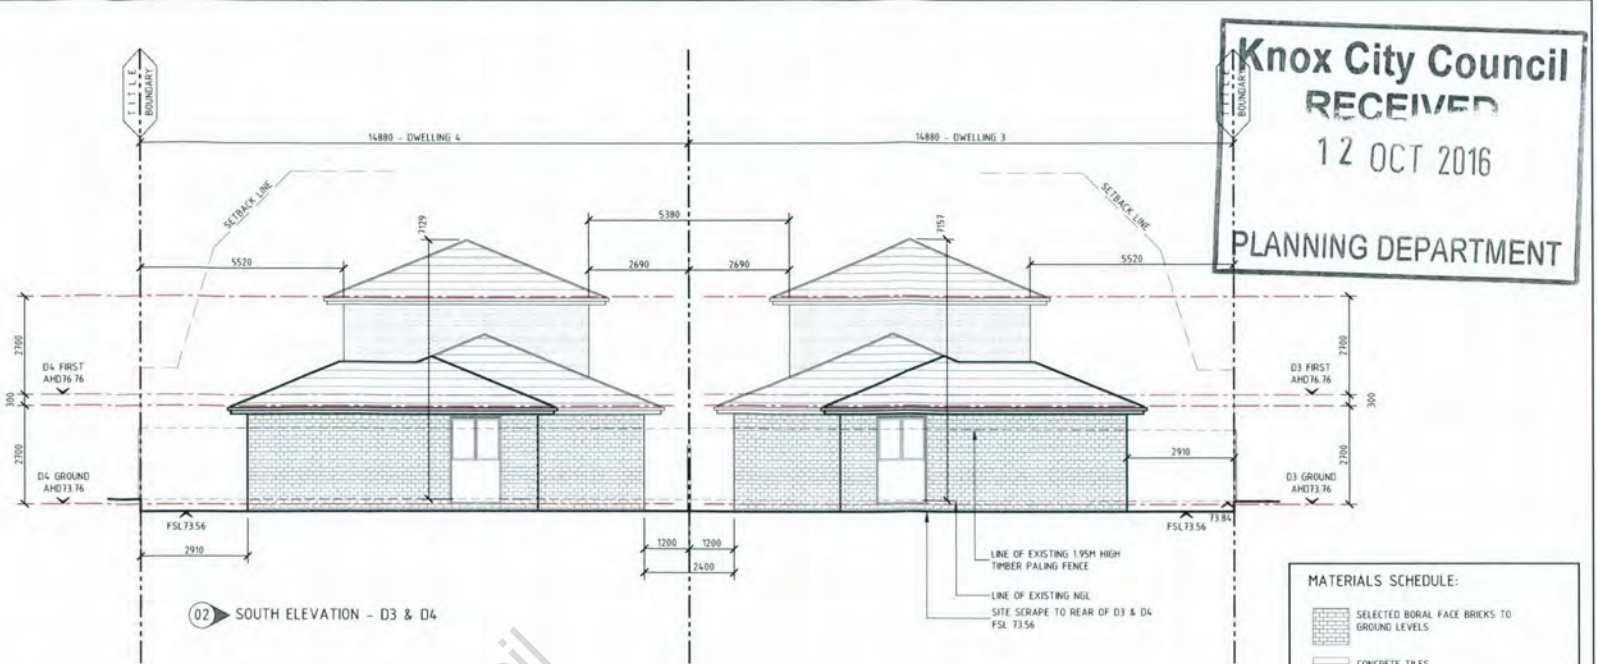 Knox City Council
RECEIVED
12 OCT 2016
PLANNING DEPARTMENT
TITLE
BOUNDARY
TITLE
BOUNDARY
14880 - DWELLING 4
14880 - DWELLING 3
SETBACK LINE
SETBACK LINE
7129
7157
5380
5520
2690
2690
5520
2700
2700
D4 FIRST
AHD76.76
D3 FIRST
AHD76.76
300
300
2700
2700
2910
D4 GROUND
AHD73.76
D3 GROUND
AHD73.76
FSL73.56
73.84
FSL73.56
2910
1200
1200
2400
LINE OF EXISTING 1.95M HIGH
TIMBER PALING FENCE
LINE OF EXISTING NGL
SITE SCRAPE TO REAR OF D3 & D4
FSL 73.56
02 SOUTH ELEVATION - D3 & D4
MATERIALS SCHEDULE:
SELECTED BORAL FACE BRICKS TO
GROUND LEVELS
CONCRETE TILES